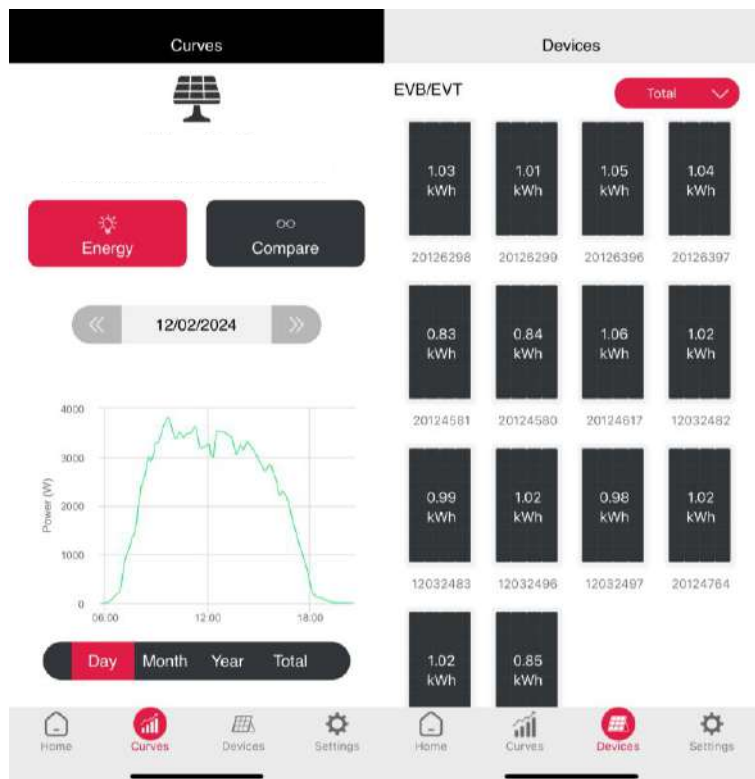 Curves
Energy
Compare
12/02/2024
Power (W)
4000
3000
2000
1000
0
06:00
12:00
18:00
Day
Month
Year
Total
Home
Curves
Devices
Settings
Devices
EVB/EVT
Total
1.03
kWh
1.01
kWh
1.05
kWh
1.04
kWh
20126298
20126299
20126396
20126397
0.83
kWh
0.84
kWh
1.06
kWh
1.02
kWh
20124581
20124580
20124617
12032482
0.99
kWh
1.02
kWh
0.98
kWh
1.02
kWh
12032483
12032496
12032497
20124764
1.02
kWh
0.85
kWh
Home
Curves
Devices
Settings